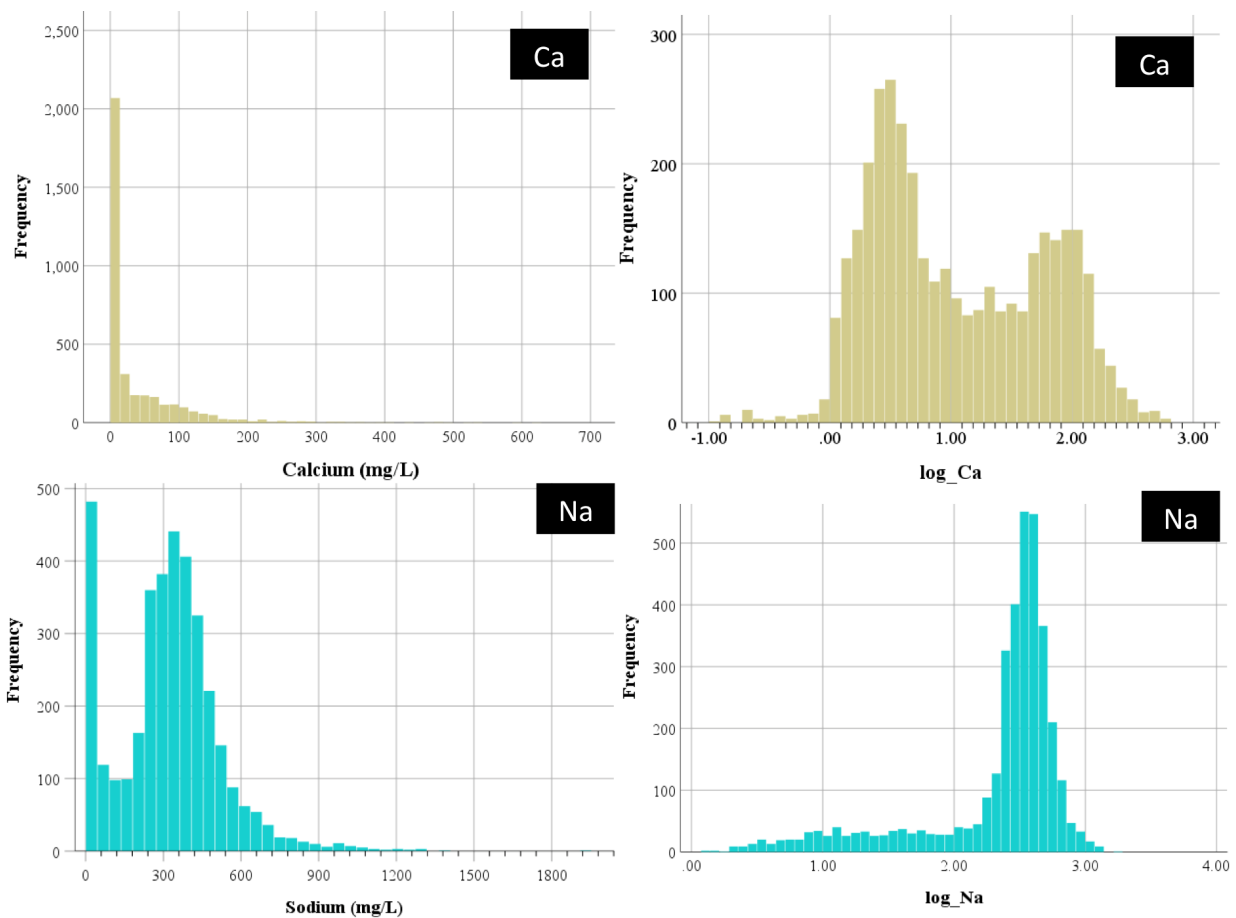 2,500
2,000
1,500
1,000
500
0
Frequency
Ca
0 100 200 300 400 500 600 700
Calcium (mg/L)
300
200
100
0
Frequency
Ca
-1.00 .00 1.00 2.00 3.00
log_Ca
500
400
300
200
100
0
Frequency
Na
0 300 600 900 1200 1500 1800
Sodium (mg/L)
500
400
300
200
100
0
Frequency
Na
.00 1.00 2.00 3.00 4.00
log_Na